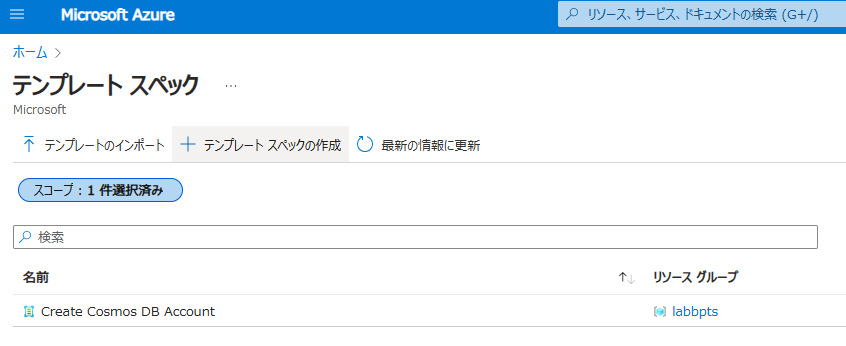 Microsoft Azure
リソース、サービス、ドキュメントの検索 (G+/)
ホーム
テンプレート スペック ...
Microsoft
テンプレートのインポート テンプレート スペックの作成 最新の情報に更新
スコープ : 1 件選択済み
検索
名前 ↑↓ リソース グループ
Create Cosmos DB Account labbpts